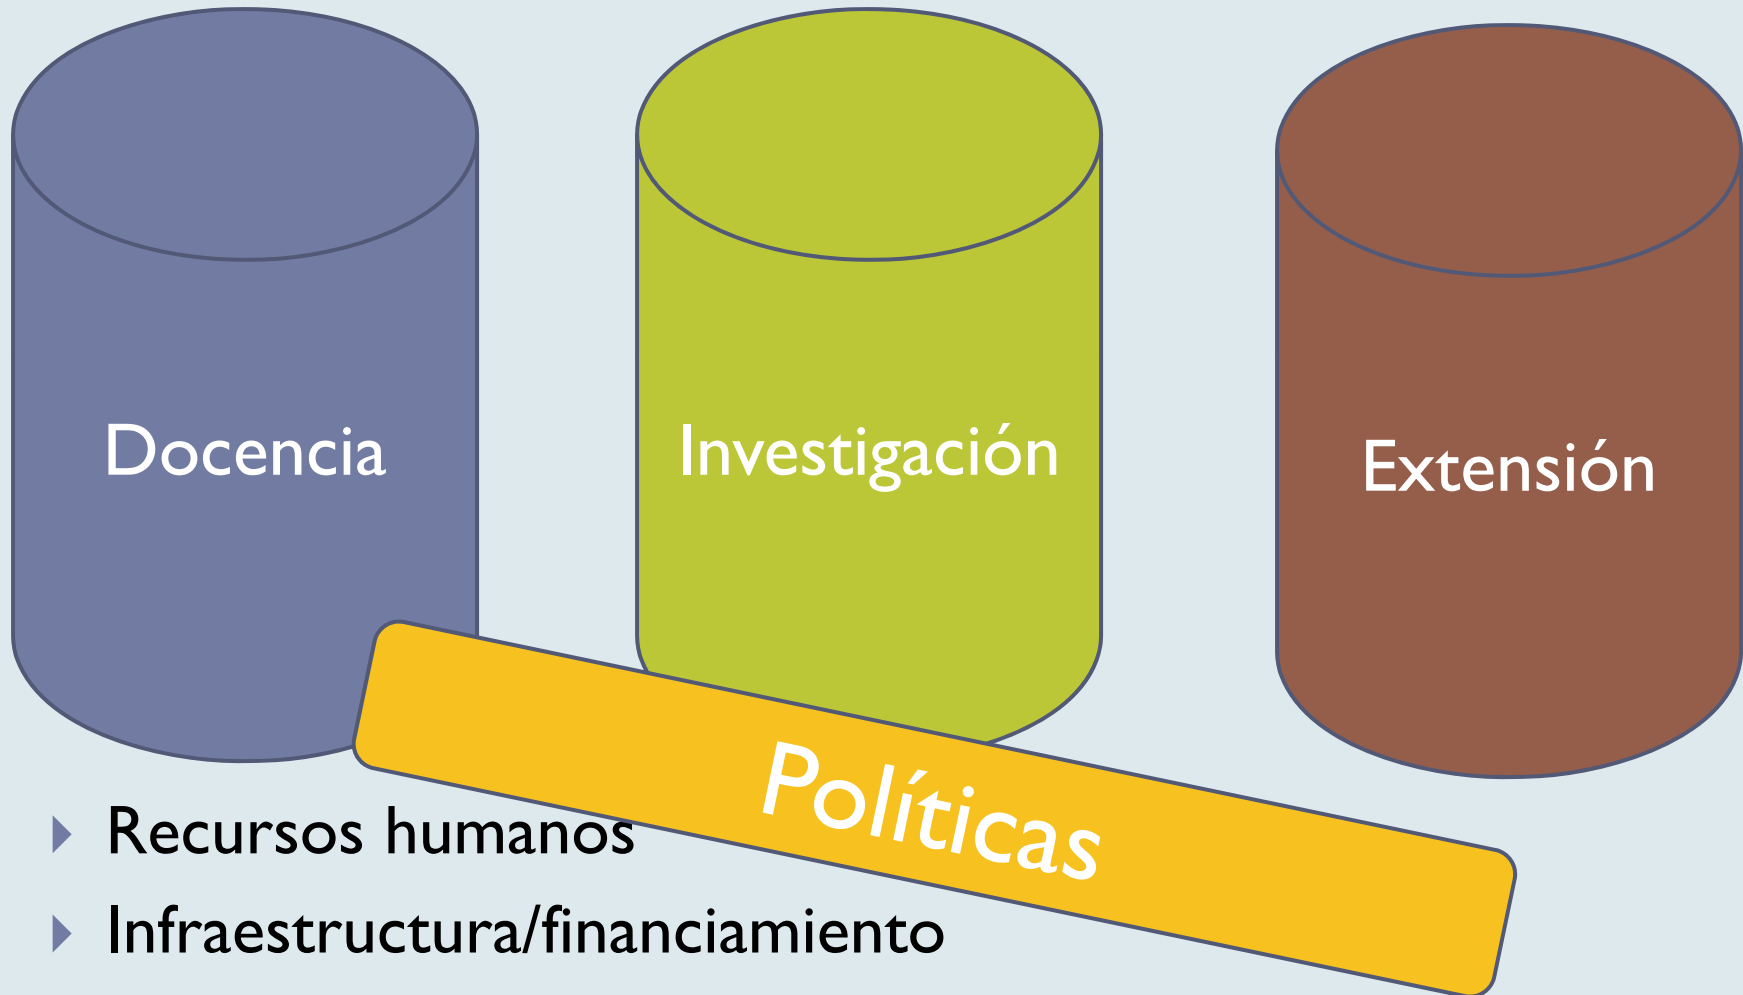 Docencia
Investigación
Extensión
Políticas
Recursos humanos
Infraestructura/financiamiento